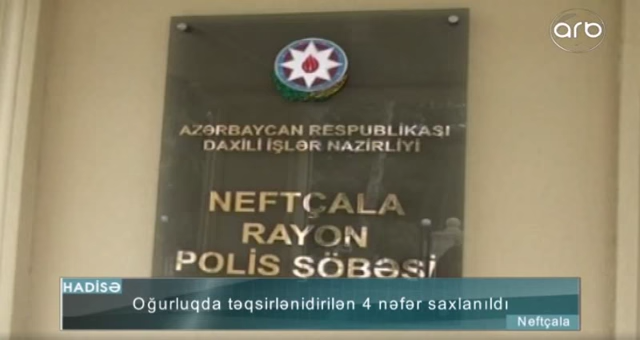 arb
AZƏRBAYCAN RESPUBLİKASI
DAXİLİ İŞLƏR NAZİRLİYİ
NEFTÇALA
RAYON
POLİS ŞÖBƏSİ
HADİSƏ
Oğurluqda təqsirlənidirilən 4 nəfər saxlanıldı
Neftçala